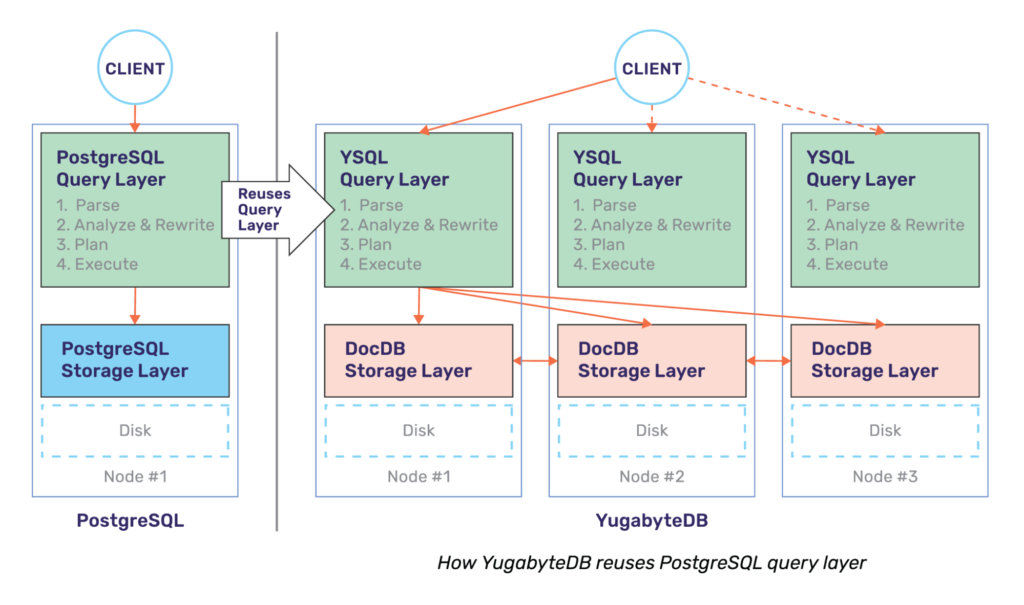 CLIENT
PostgreSQL
Query Layer
1. Parse
2. Analyze & Rewrite
3. Plan
4. Execute
PostgreSQL
Storage Layer
Disk
Node #1
PostgreSQL
Reuses
Query
Layer
CLIENT
YSQL
Query Layer
1. Parse
2. Analyze & Rewrite
3. Plan
4. Execute
DocDB
Storage Layer
Disk
Node #1
YSQL
Query Layer
1. Parse
2. Analyze & Rewrite
3. Plan
4. Execute
DocDB
Storage Layer
Disk
Node #2
YSQL
Query Layer
1. Parse
2. Analyze & Rewrite
3. Plan
4. Execute
DocDB
Storage Layer
Disk
Node #3
YugabyteDB
How YugabyteDB reuses PostgreSQL query layer